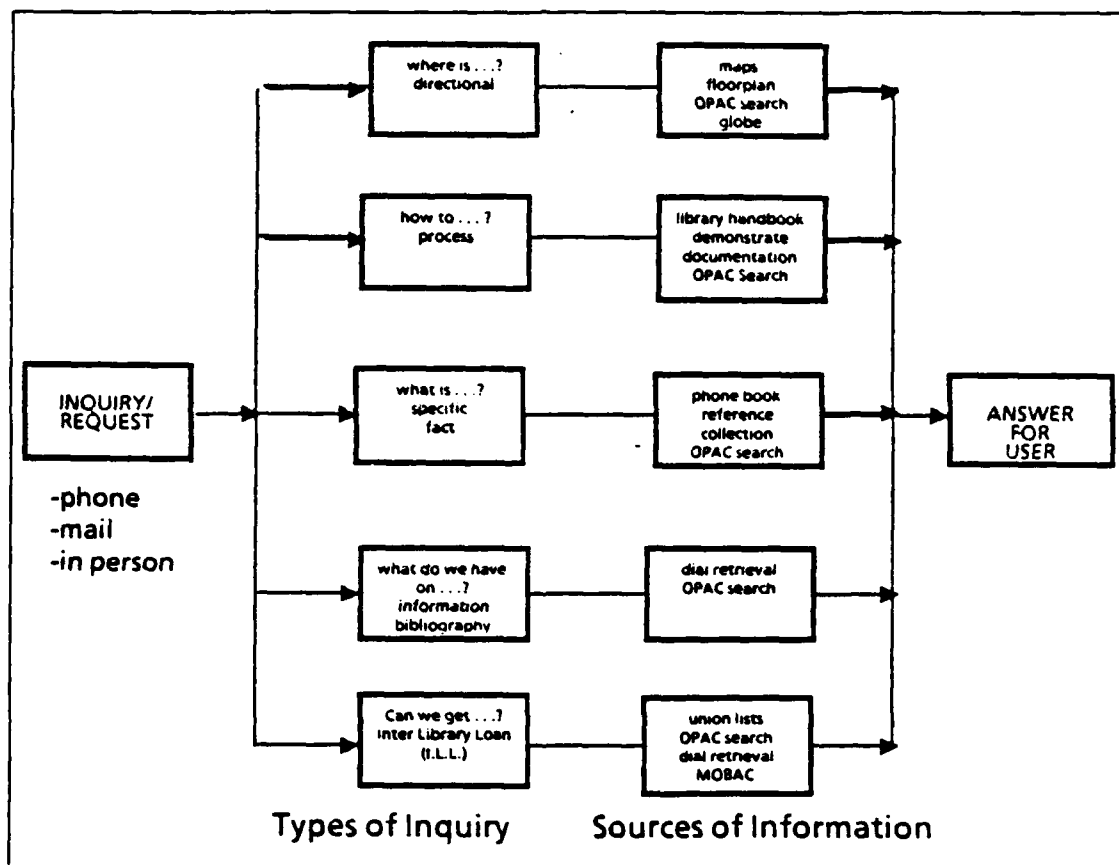 INQUIRY/
REQUEST
-phone
-mail
-in person
where is . . .?
directional
maps
floorplan
OPAC search
globe
how to . . . ?
process
library handbook
demonstrate
documentation
OPAC Search
what is . . .?
specific
fact
phone book
reference
collection
OPAC search
what do we have
on . . .?
information
bibliography
dial retrieval
OPAC search
Can we get . . .?
Inter Library Loan
(I.L.L.)
union lists
OPAC search
dial retrieval
MOBAC
ANSWER
FOR
USER
Types of Inquiry
Sources of Information